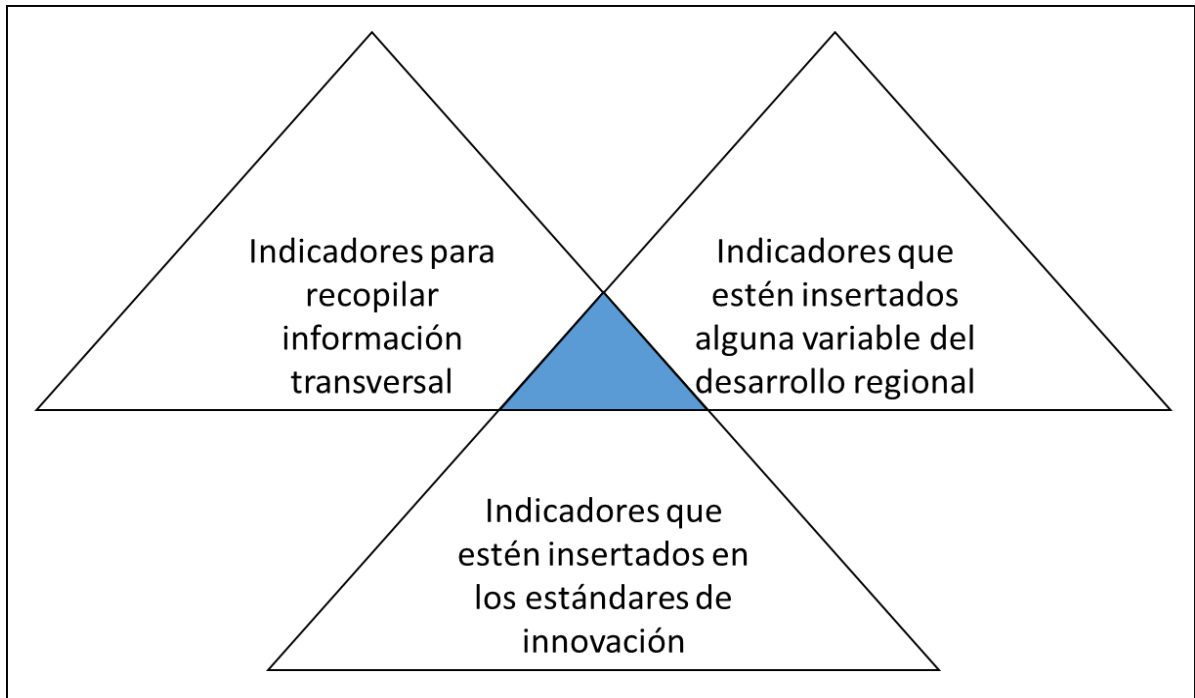 Indicadores para
recopilar
información
transversal
Indicadores que
estén insertados
alguna variable del
desarrollo regional
Indicadores que
estén insertados en
los estándares de
innovación